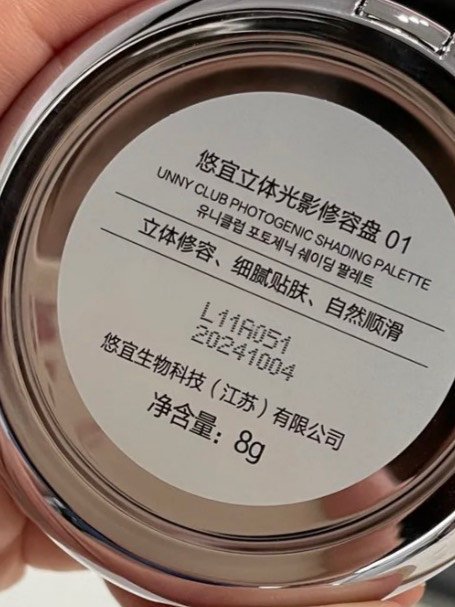 悠宜立体光影修容盘 01
UNNY CLUB PHOTOGENIC SHADING PALETTE
유니클럽 포토제닉 쉐이딩 팔레트
立体修容、细腻贴肤、自然顺滑
L11A051
20241004
悠宜生物科技（江苏）有限公司
净含量：8g